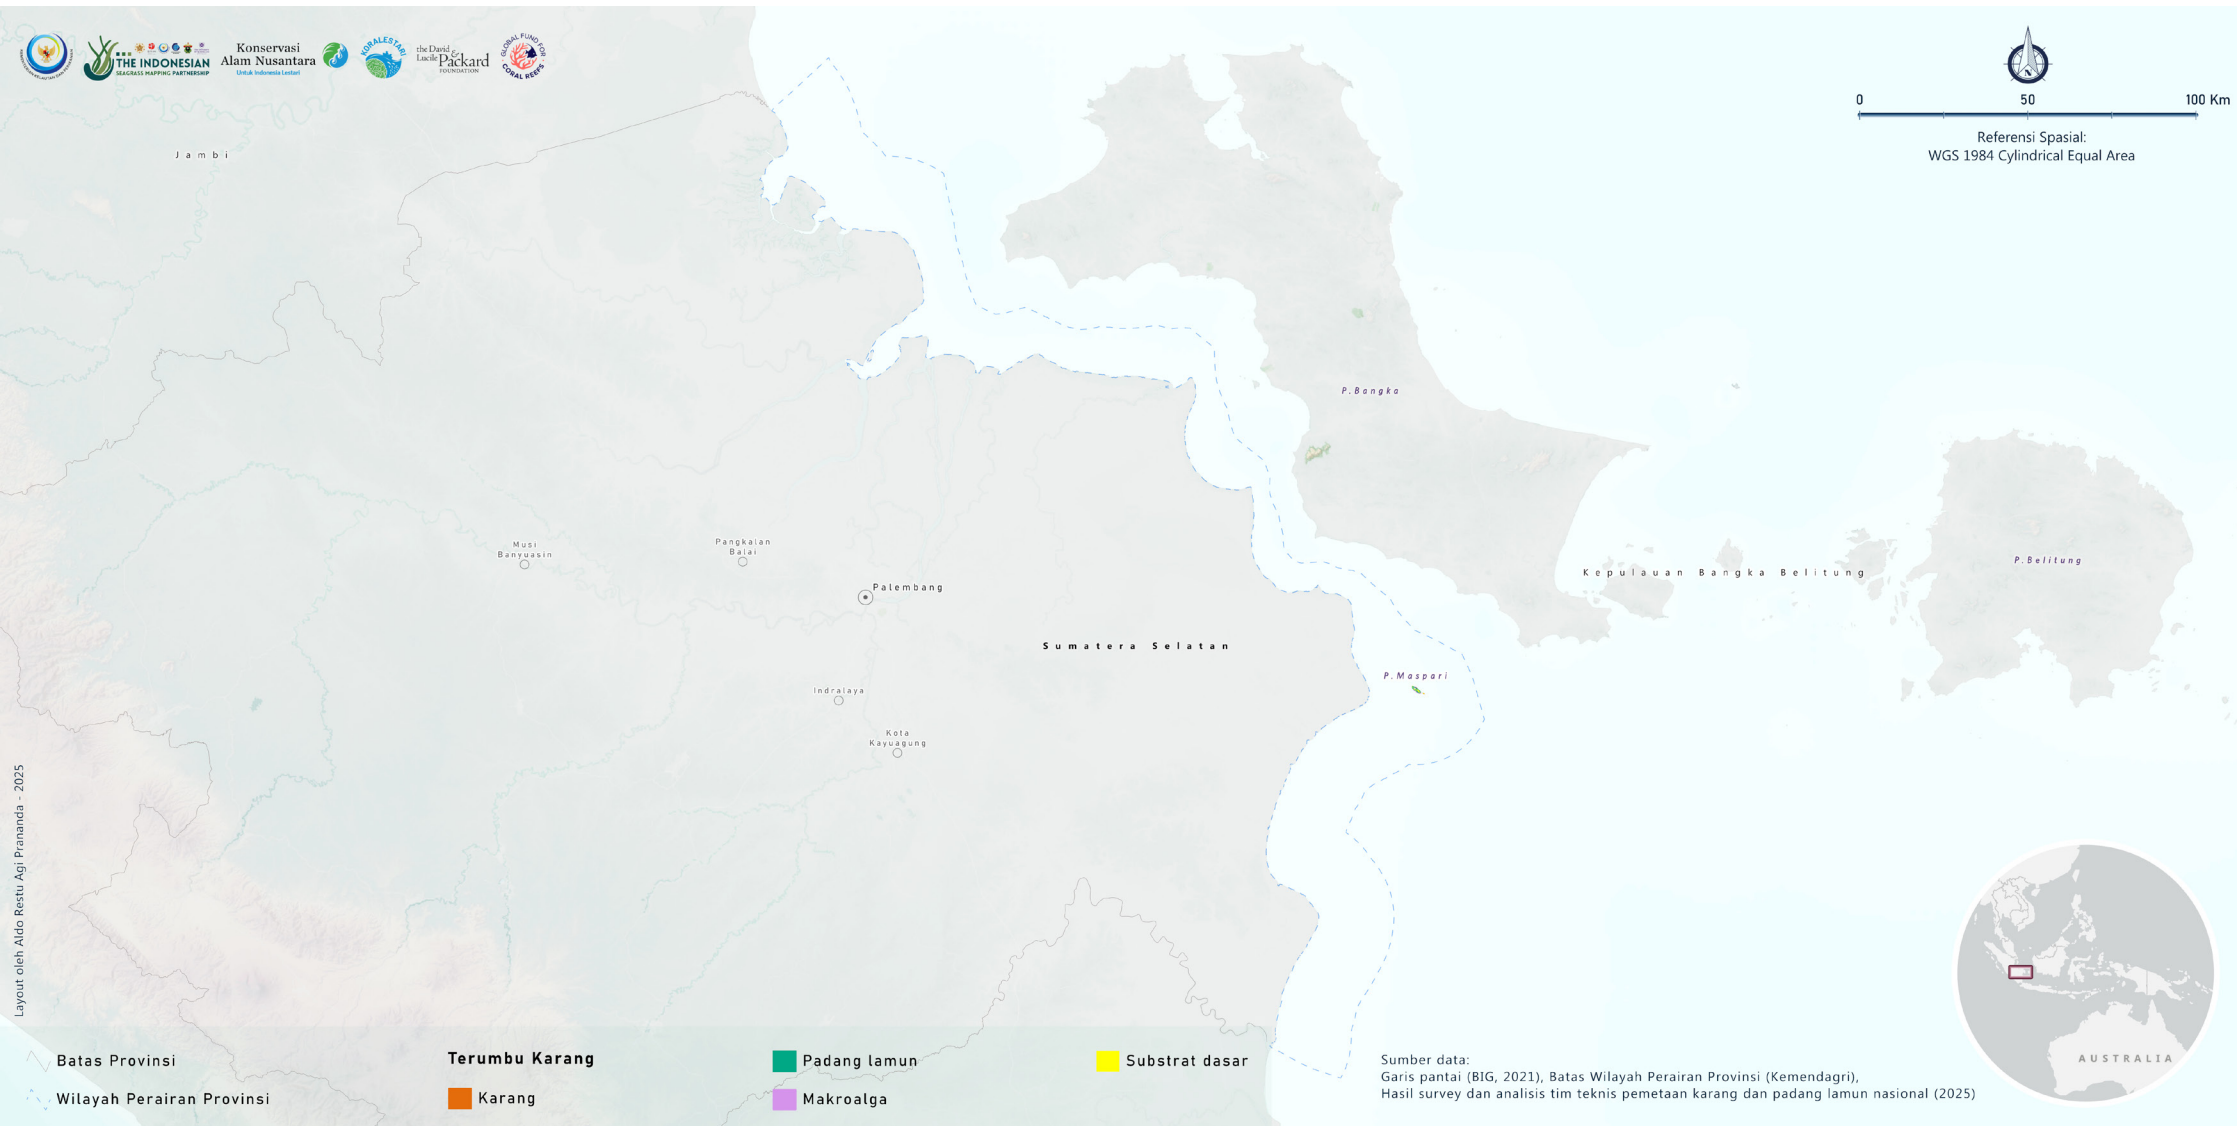 THE INDONESIAN
SEAGRASS MAPPING PARTNERSHIP
Konservasi
Alam Nusantara
Untuk Indonesia Lestari
KORALESTARI
the David &
Lucile Packard
FOUNDATION
GLOBAL FUND FOR
CORAL REEFS
N
0 50 100 Km
Referensi Spasial:
WGS 1984 Cylindrical Equal Area
Jambi
P.Bangka
Musi
Banyuasin
Pangkalan
Balai
Palembang
Kepulauan Bangka Belitung
P.Belitung
Sumatera Selatan
P.Maspari
Indralaya
Kota
Kayuagung
Layout oleh Aldo Restu Agi Prananda - 2025
AUSTRALIA
Batas Provinsi
Wilayah Perairan Provinsi
Terumbu Karang
Karang
Padang lamun
Makroalga
Substrat dasar
Sumber data:
Garis pantai (BIG, 2021), Batas Wilayah Perairan Provinsi (Kemendagri),
Hasil survey dan analisis tim teknis pemetaan karang dan padang lamun nasional (2025)